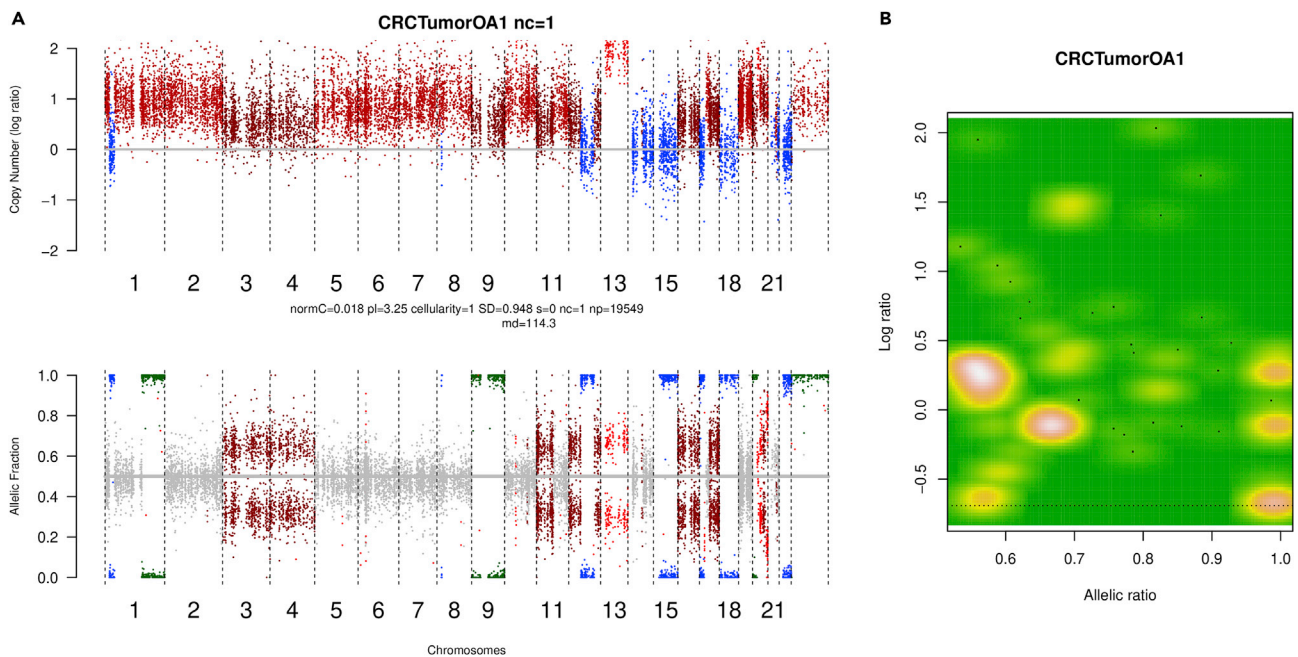 A
CRCTumorOA1 nc=1
Copy Number (log ratio)
2
1
0
−1
−2
1 2 3 4 5 6 7 8 9 11 13 15 18 21
normC=0.018 pl=3.25 cellularity=1 SD=0.948 s=0 nc=1 np=19549
md=114.3
Allelic Fraction
1.0
0.8
0.6
0.4
0.2
0.0
1 2 3 4 5 6 7 8 9 11 13 15 18 21
Chromosomes
B
CRCTumorOA1
Log ratio
2.0
1.5
1.0
0.5
0.0
−0.5
0.6 0.7 0.8 0.9 1.0
Allelic ratio